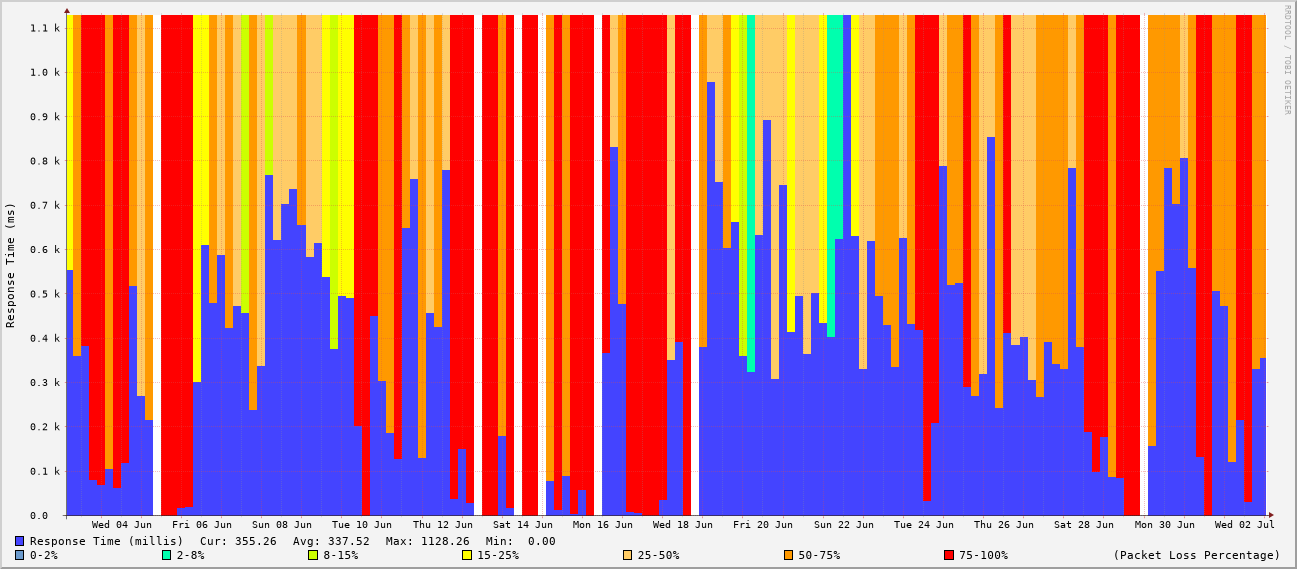 RRDTOOL / TOBI OETIKER
Response Time (ms)
1.1 k
1.0 k
0.9 k
0.8 k
0.7 k
0.6 k
0.5 k
0.4 k
0.3 k
0.2 k
0.1 k
0.0
Wed 04 Jun Fri 06 Jun Sun 08 Jun Tue 10 Jun Thu 12 Jun Sat 14 Jun Mon 16 Jun Wed 18 Jun Fri 20 Jun Sun 22 Jun Tue 24 Jun Thu 26 Jun Sat 28 Jun Mon 30 Jun Wed 02 Jul
Response Time (millis) Cur: 355.26 Avg: 337.52 Max: 1128.26 Min: 0.00
0-2% 2-8% 8-15% 15-25% 25-50% 50-75% 75-100% (Packet Loss Percentage)